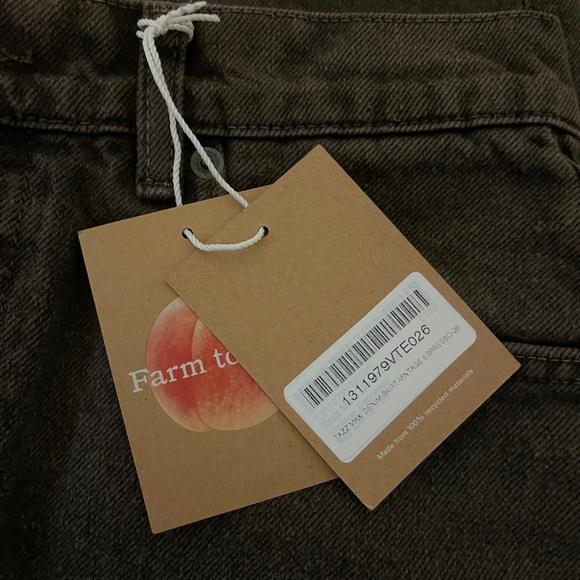 Farm to
1311979VTE026
TAZZ MAXI DENIM SKIRT-VINTAGE ESPRESSO-26
Made from 100% recycled materials